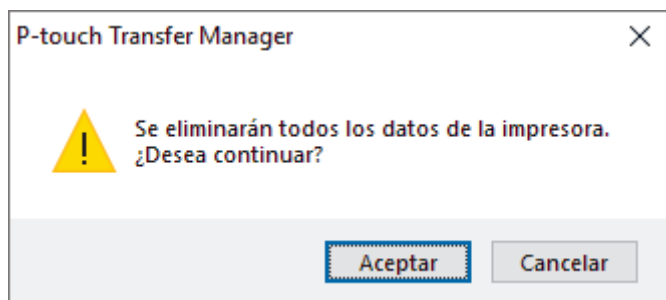 P-touch Transfer Manager
Se eliminarán todos los datos de la impresora.
¿Desea continuar?
Aceptar
Cancelar